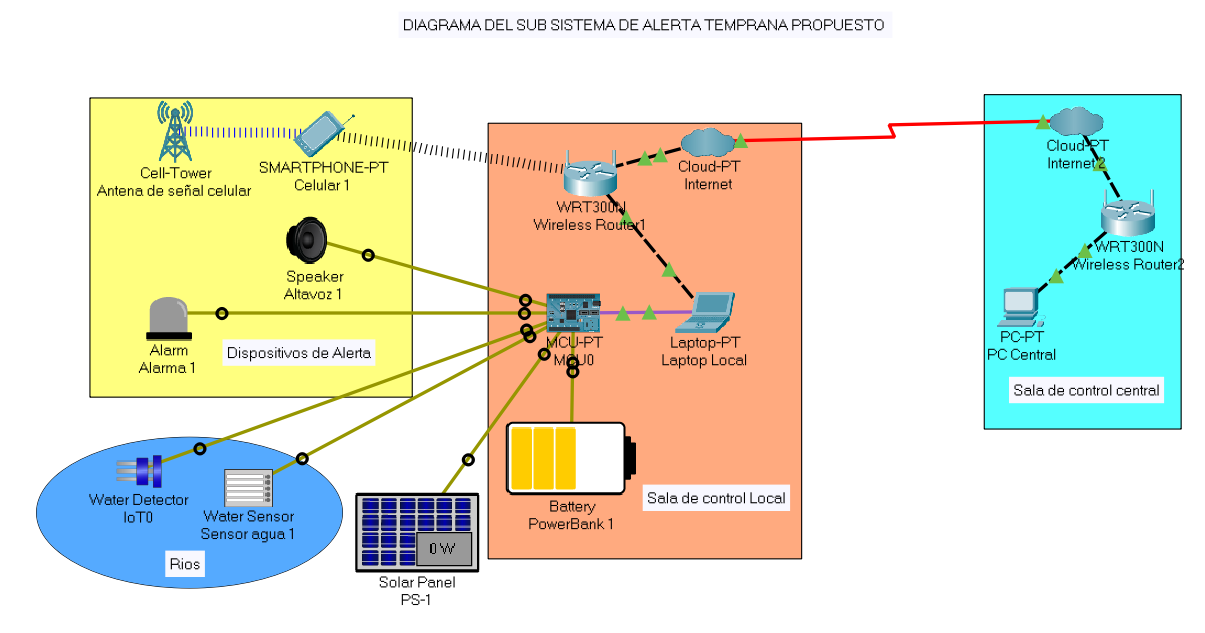 DIAGRAMA DEL SUB SISTEMA DE ALERTA TEMPRANA PROPUESTO
Cell-Tower
Antena de señal celular
SMARTPHONE-PT
Celular 1
Speaker
Altavoz 1
Alarm
Alarma 1
Dispositivos de Alerta
Cloud-PT
Internet
WRT300N
Wireless Router1
MCU-PT
MCU0
Laptop-PT
Laptop Local
Battery
PowerBank 1
Sala de control Local
Cloud-PT
Internet 2
WRT300N
Wireless Router2
PC-PT
PC Central
Sala de control central
Water Detector
IoT0
Water Sensor
Sensor agua 1
Rios
0 W
Solar Panel
PS-1